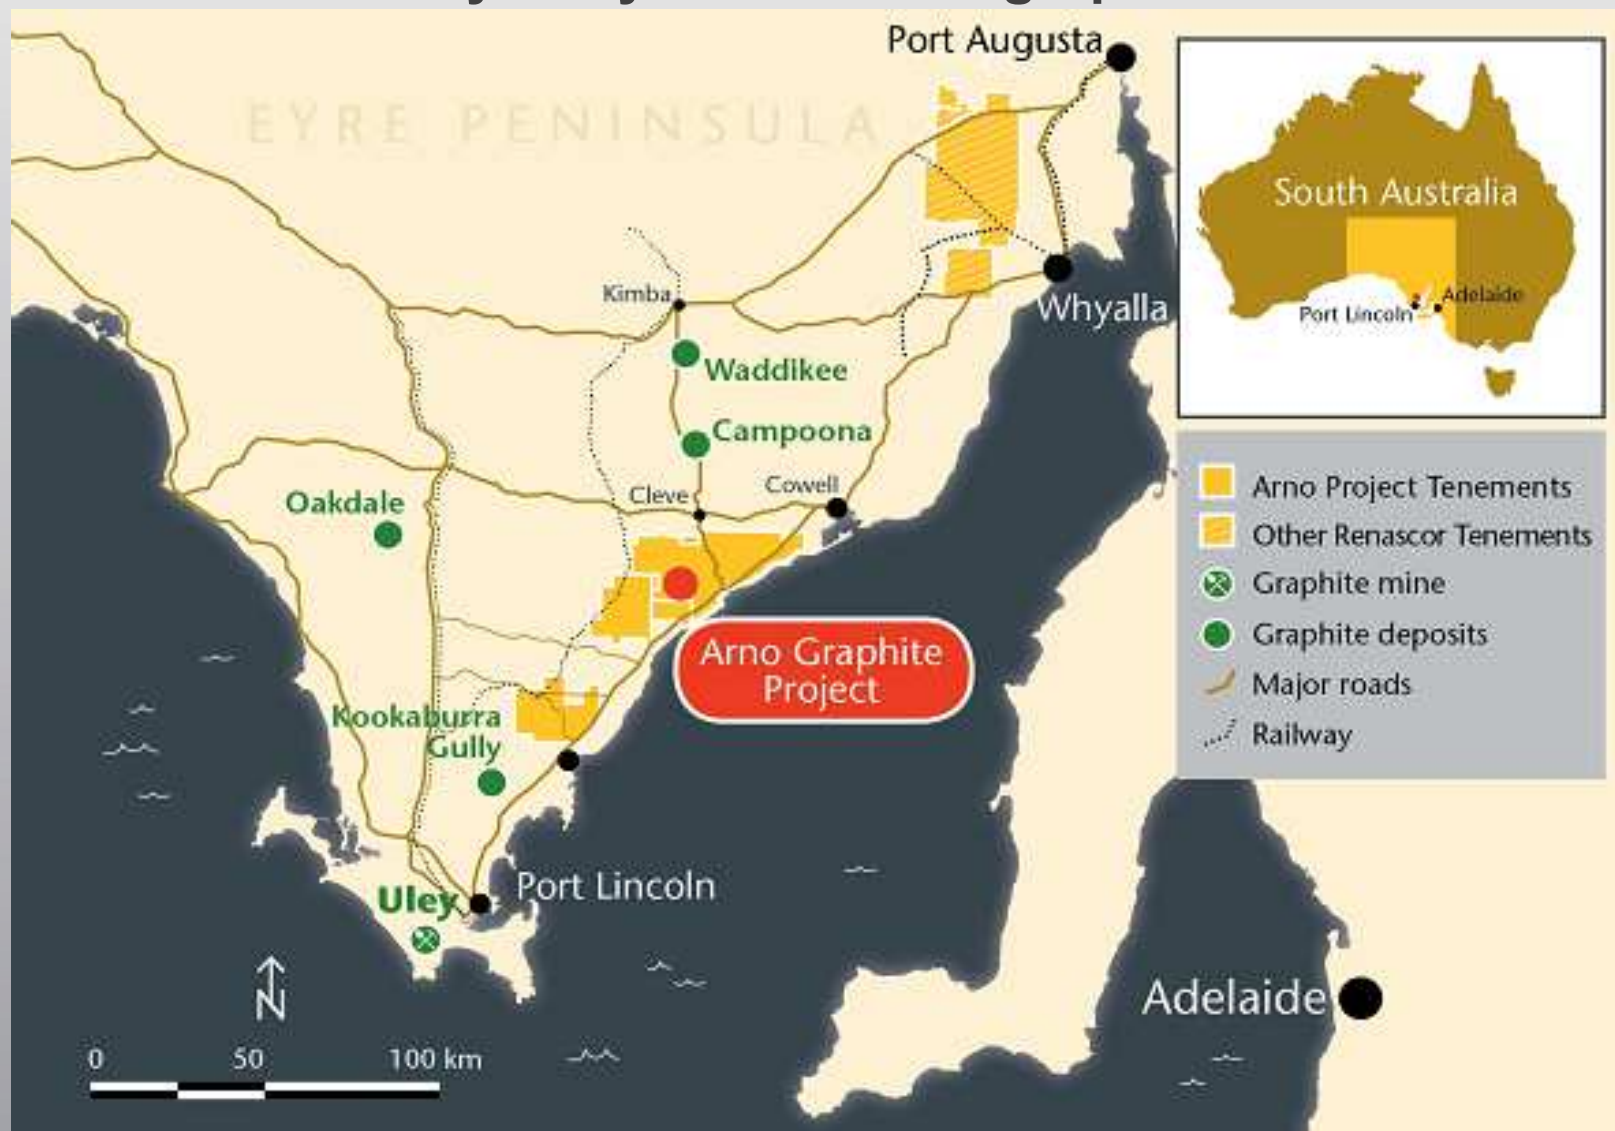 Port Augusta
EYRE PENINSULA
South Australia
Adelaide
Port Lincoln
Kimba
Whyalla
Waddikee
Campoona
Cleve
Cowell
Oakdale
Arno Graphite
Project
Kookaburra
Gully
Uley
Port Lincoln
Adelaide
N
0 50 100 km
Arno Project Tenements
Other Renascor Tenements
Graphite mine
Graphite deposits
Major roads
Railway